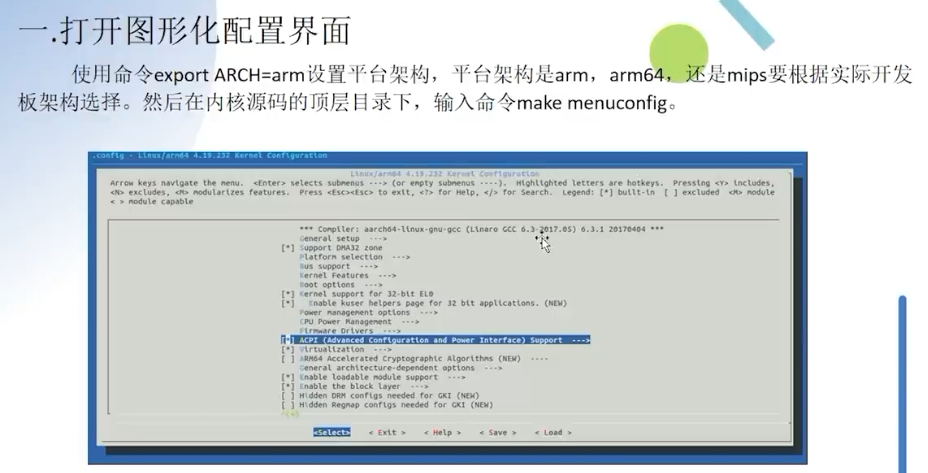 一.打开图形化配置界面
使用命令export ARCH=arm设置平台架构，平台架构是arm，arm64，还是mips要根据实际开发
板架构选择。然后在内核源码的顶层目录下，输入命令make menuconfig。
.config - Linux/arm64 4.19.232 Kernel Configuration
Linux/arm64 4.19.232 Kernel Configuration
Arrow keys navigate the menu. <Enter> selects submenus ---> (or empty submenus ----). Highlighted letters are hotkeys. Pressing <Y> includes,
<N> excludes, <M> modularizes features. Press <Esc><Esc> to exit, <?> for Help, </> for Search. Legend: [*] built-in [ ] excluded <M> module
< > module capable
*** Compiler: aarch64-linux-gnu-gcc (Linaro GCC 6.3-2017.05) 6.3.1 20170404 ***
General setup --->
[*] Support DMA32 zone
Platform selection --->
Bus support --->
Kernel Features --->
Boot options --->
[*] Kernel support for 32-bit EL0
[*] Enable kuser helpers page for 32 bit applications. (NEW)
Power management options --->
CPU Power Management --->
Firmware Drivers --->
[*] ACPI (Advanced Configuration and Power Interface) Support --->
[*] Virtualization --->
[ ] ARM64 Accelerated Cryptographic Algorithms (NEW) ----
General architecture-dependent options --->
[*] Enable loadable module support --->
[*] Enable the block layer --->
[ ] Hidden DRM configs needed for GKI (NEW)
[ ] Hidden Regmap configs needed for GKI (NEW)
<Select> < Exit > < Help > < Save > < Load >